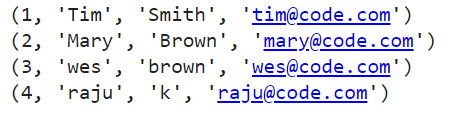 (1, 'Tim', 'Smith', 'tim@code.com')
(2, 'Mary', 'Brown', 'mary@code.com')
(3, 'wes', 'brown', 'wes@code.com')
(4, 'raju', 'k', 'raju@code.com')